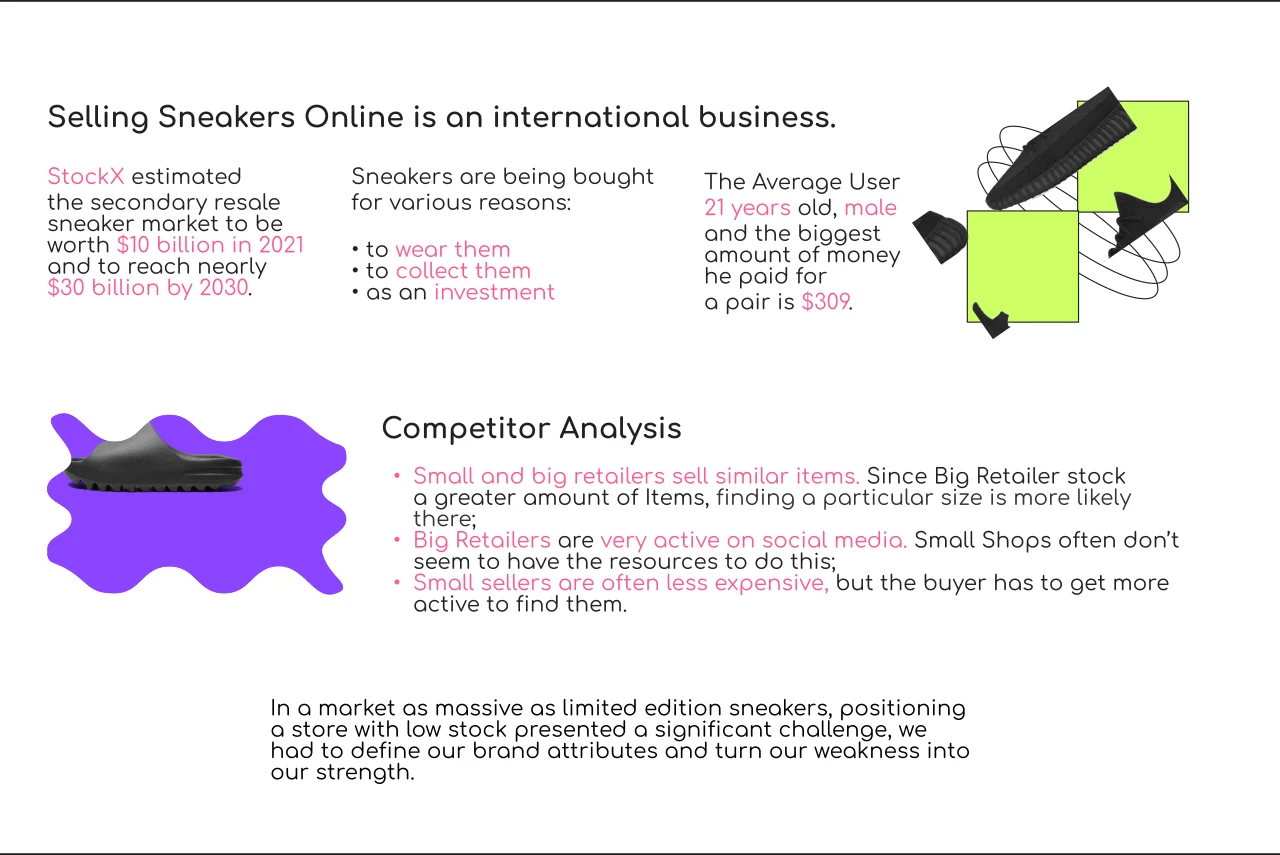 Selling Sneakers Online is an international business.
StockX estimated
the secondary resale
sneaker market to be
worth $10 billion in 2021
and to reach nearly
$30 billion by 2030.
Sneakers are being bought
for various reasons:
• to wear them
• to collect them
• as an investment
The Average User
21 years old, male
and the biggest
amount of money
he paid for
a pair is $309.
Competitor Analysis
• Small and big retailers sell similar items. Since Big Retailer stock
a greater amount of Items, finding a particular size is more likely
there;
• Big Retailers are very active on social media. Small Shops often don’t
seem to have the resources to do this;
• Small sellers are often less expensive, but the buyer has to get more
active to find them.
In a market as massive as limited edition sneakers, positioning
a store with low stock presented a significant challenge, we
had to define our brand attributes and turn our weakness into
our strength.